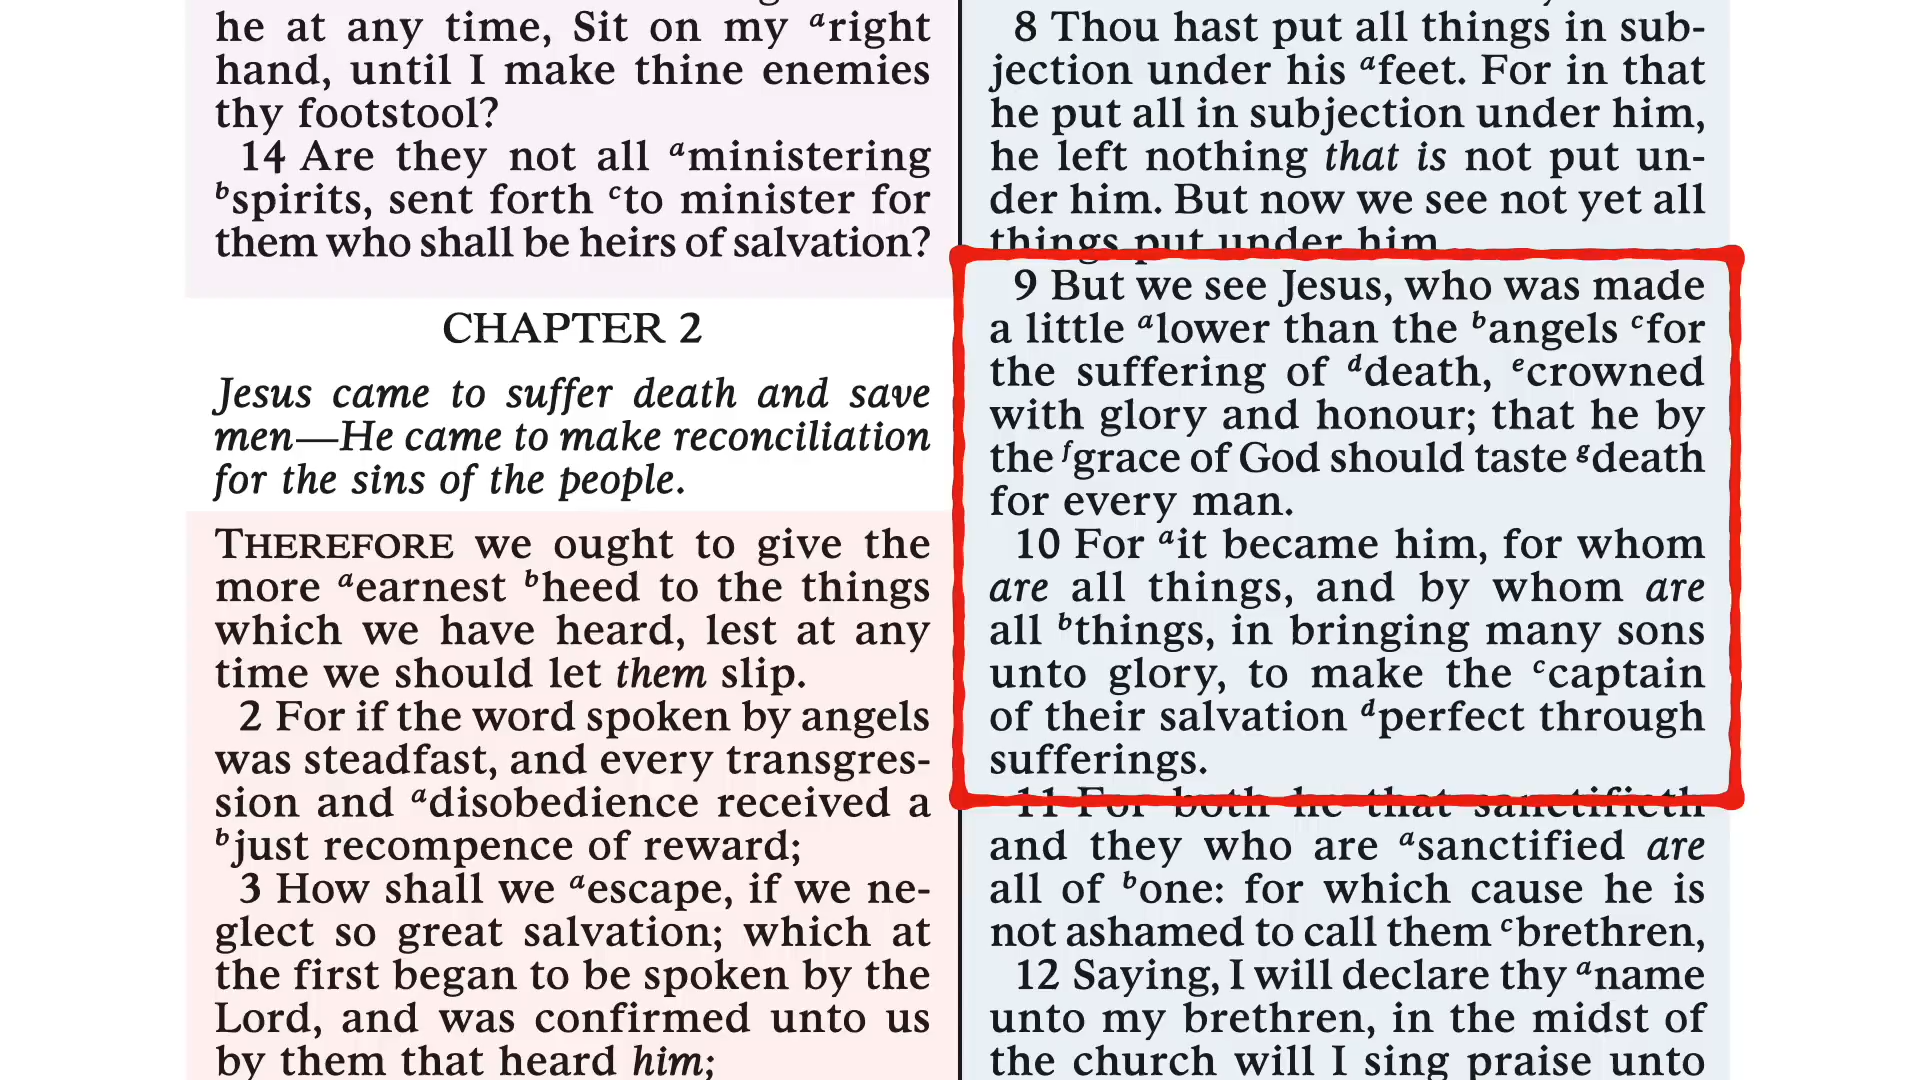 he at any time, Sit on my ᵃright
hand, until I make thine enemies
thy footstool?
14 Are they not all ᵃministering
ᵇspirits, sent forth ᶜto minister for
them who shall be heirs of salvation?
CHAPTER 2
Jesus came to suffer death and save
men—He came to make reconciliation
for the sins of the people.
THEREFORE we ought to give the
more ᵃearnest ᵇheed to the things
which we have heard, lest at any
time we should let them slip.
2 For if the word spoken by angels
was steadfast, and every transgres-
sion and ᵃdisobedience received a
ᵇjust recompence of reward;
3 How shall we ᵃescape, if we ne-
glect so great salvation; which at
the first began to be spoken by the
Lord, and was confirmed unto us
by them that heard him;
8 Thou hast put all things in sub-
jection under his ᵃfeet. For in that
he put all in subjection under him,
he left nothing that is not put un-
der him. But now we see not yet all
things put under him
9 But we see Jesus, who was made
a little ᵃlower than the ᵇangels ᶜfor
the suffering of ᵈdeath, ᵉcrowned
with glory and honour; that he by
the ᶠgrace of God should taste ᵍdeath
for every man.
10 For ᵃit became him, for whom
are all things, and by whom are
all ᵇthings, in bringing many sons
unto glory, to make the ᶜcaptain
of their salvation ᵈperfect through
sufferings.
11 For both he that sanctifieth
and they who are ᵃsanctified are
all of ᵇone: for which cause he is
not ashamed to call them ᶜbrethren,
12 Saying, I will declare thy ᵃname
unto my brethren, in the midst of
the church will I sing praise unto